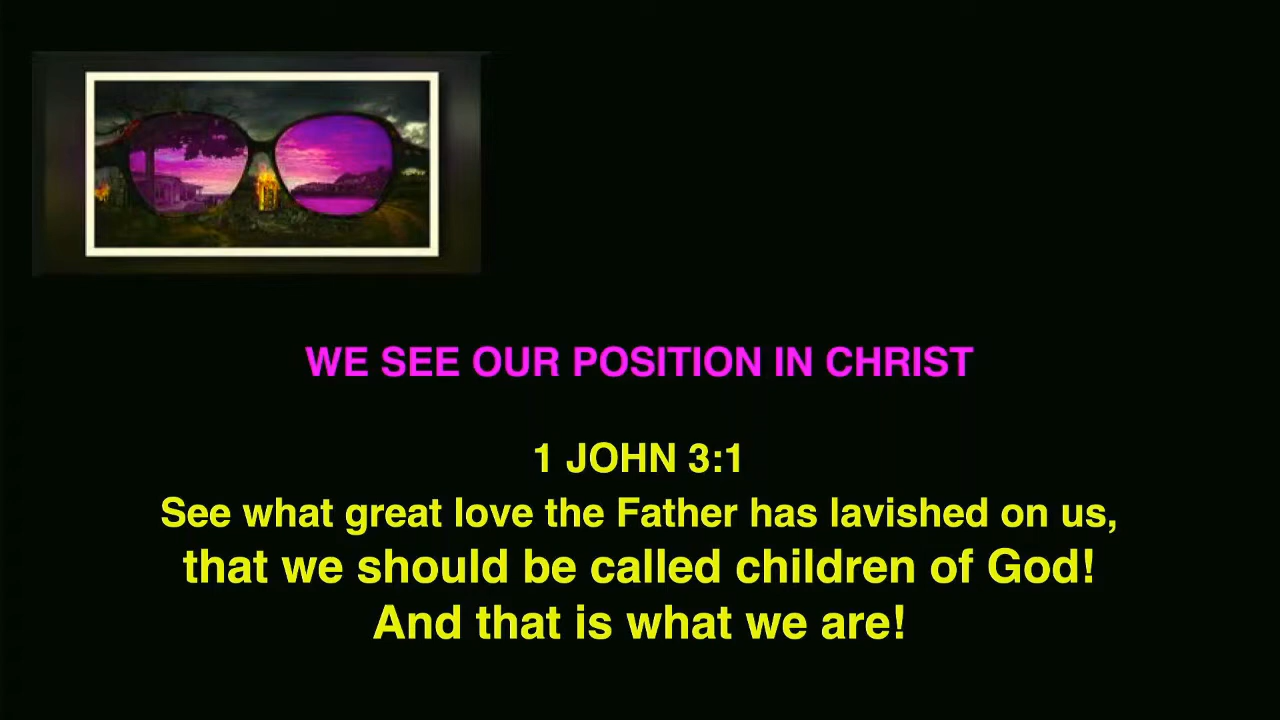 WE SEE OUR POSITION IN CHRIST
1 JOHN 3:1
See what great love the Father has lavished on us,
that we should be called children of God!
And that is what we are!